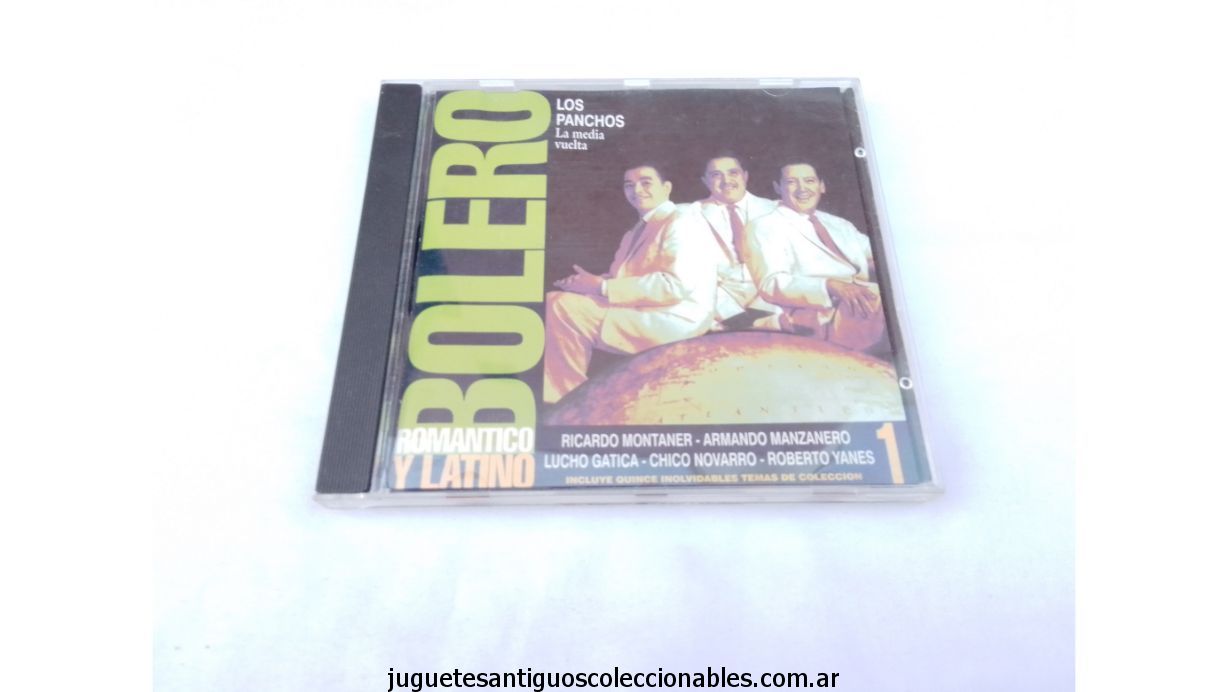 BOLERO
ROMANTICO
Y LATINO
LOS
PANCHOS
La media
vuelta
ATLANTICO
RICARDO MONTANER - ARMANDO MANZANERO
LUCHO GATICA - CHICO NOVARRO - ROBERTO YANES
INCLUYE QUINCE INOLVIDABLES TEMAS DE COLECCION
1
juguetesantiguoscoleccionables.com.ar